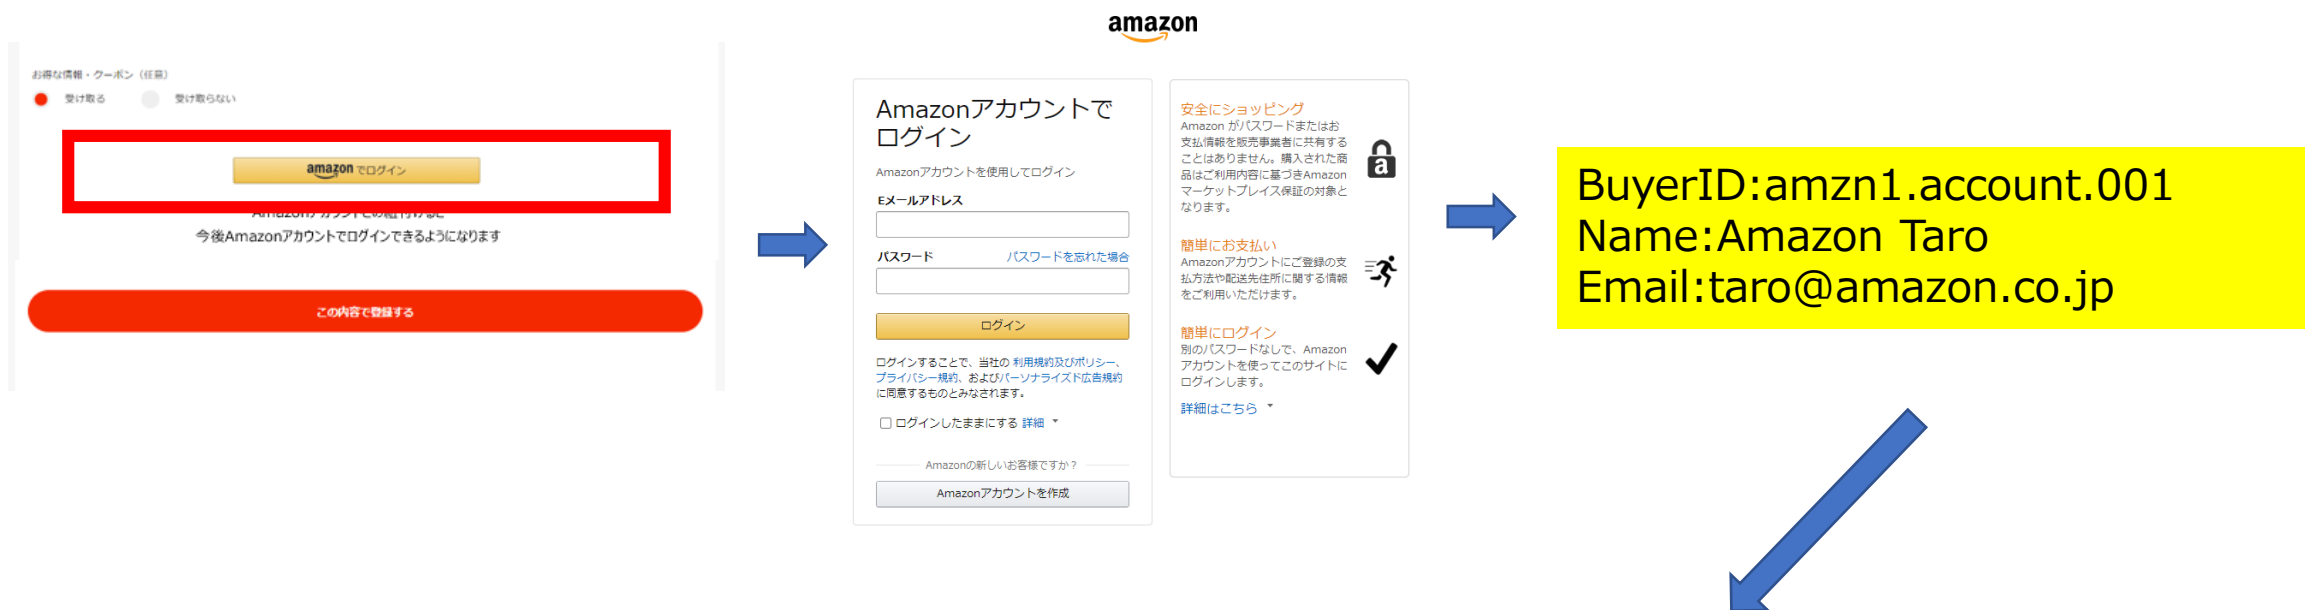 amazon
お得な情報・クーポン（任意）
受け取る 受け取らない
amazon でログイン
Amazonアカウントとの紐付けると
今後Amazonアカウントでログインできるようになります
この内容で登録する
Amazonアカウントで
ログイン
Amazonアカウントを使用してログイン
Eメールアドレス
パスワード パスワードを忘れた場合
ログイン
ログインすることで、当社の 利用規約及びポリシー、
プライバシー規約、およびパーソナライズド広告規約
に同意するものとみなされます。
ログインしたままにする 詳細
Amazonの新しいお客様ですか？
Amazonアカウントを作成
安全にショッピング
Amazon がパスワードまたはお
支払情報を販売事業者に共有する
ことはありません。購入された商
品はご利用内容に基づきAmazon
マーケットプレイス保証の対象と
なります。
a
簡単にお支払い
Amazonアカウントにご登録の支
払方法や配送先住所に関する情報
をご利用いただけます。
簡単にログイン
別のパスワードなしで、Amazon
アカウントを使ってこのサイトに
ログインします。
詳細はこちら
BuyerID:amzn1.account.001
Name:Amazon Taro
Email:taro@amazon.co.jp